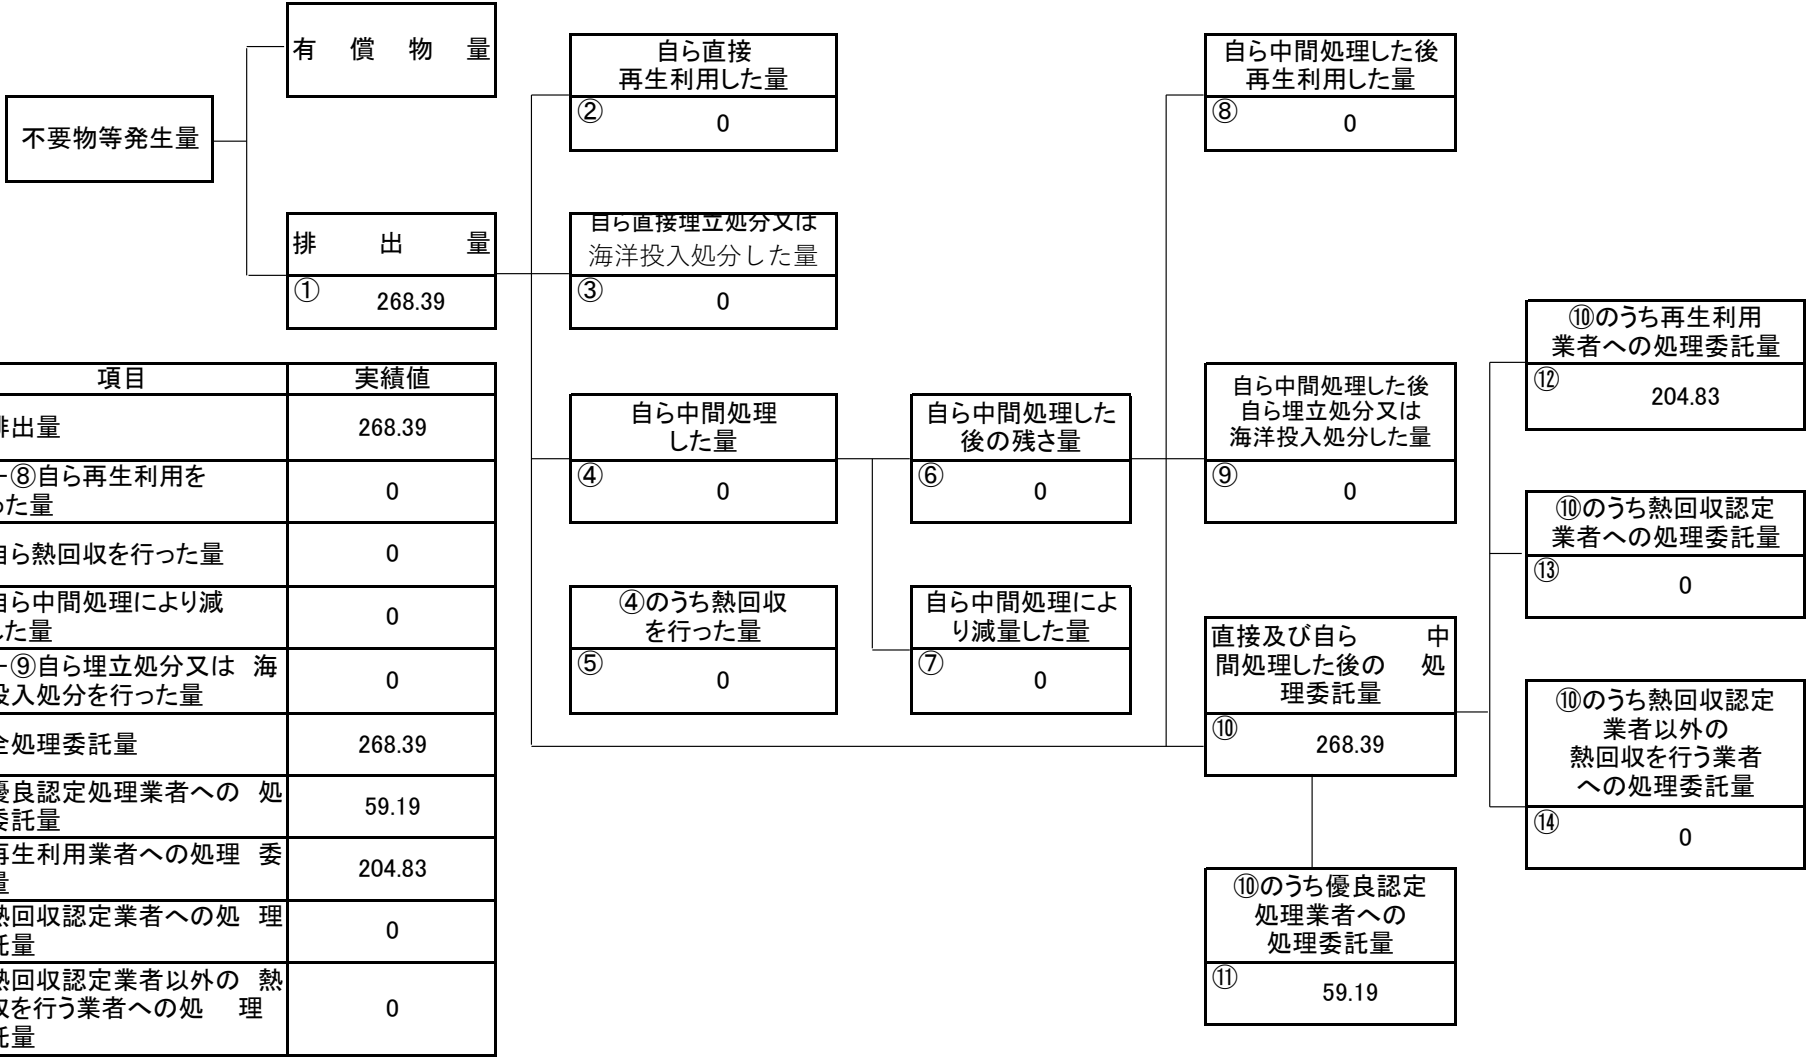 有 償 物 量
不要物等発生量
排 出 量
① 268.39
自ら直接
再生利用した量
② 0
自ら直接埋立処分又は
海洋投入処分した量
③ 0
自ら中間処理
した量
④ 0
④のうち熱回収
を行った量
⑤ 0
自ら中間処理した
後の残さ量
⑥ 0
自ら中間処理によ
り減量した量
⑦ 0
自ら中間処理した後
再生利用した量
⑧ 0
自ら中間処理した後
自ら埋立処分又は
海洋投入処分した量
⑨ 0
直接及び自ら 中
間処理した後の 処
理委託量
⑩ 268.39
⑩のうち優良認定
処理業者への
処理委託量
⑪ 59.19
⑩のうち再生利用
業者への処理委託量
⑫ 204.83
⑩のうち熱回収認定
業者への処理委託量
⑬ 0
⑩のうち熱回収認定
業者以外の
熱回収を行う業者
への処理委託量
⑭ 0
項目 実績値
排出量 268.39
⑧自ら再生利用を
った量 0
自ら熱回収を行った量 0
自ら中間処理により減
した量 0
⑨自ら埋立処分又は 海
投入処分を行った量 0
全処理委託量 268.39
優良認定処理業者への 処
委託量 59.19
再生利用業者への処理 委
量 204.83
熱回収認定業者への処 理
託量 0
熱回収認定業者以外の 熱
収を行う業者への処 理
託量 0